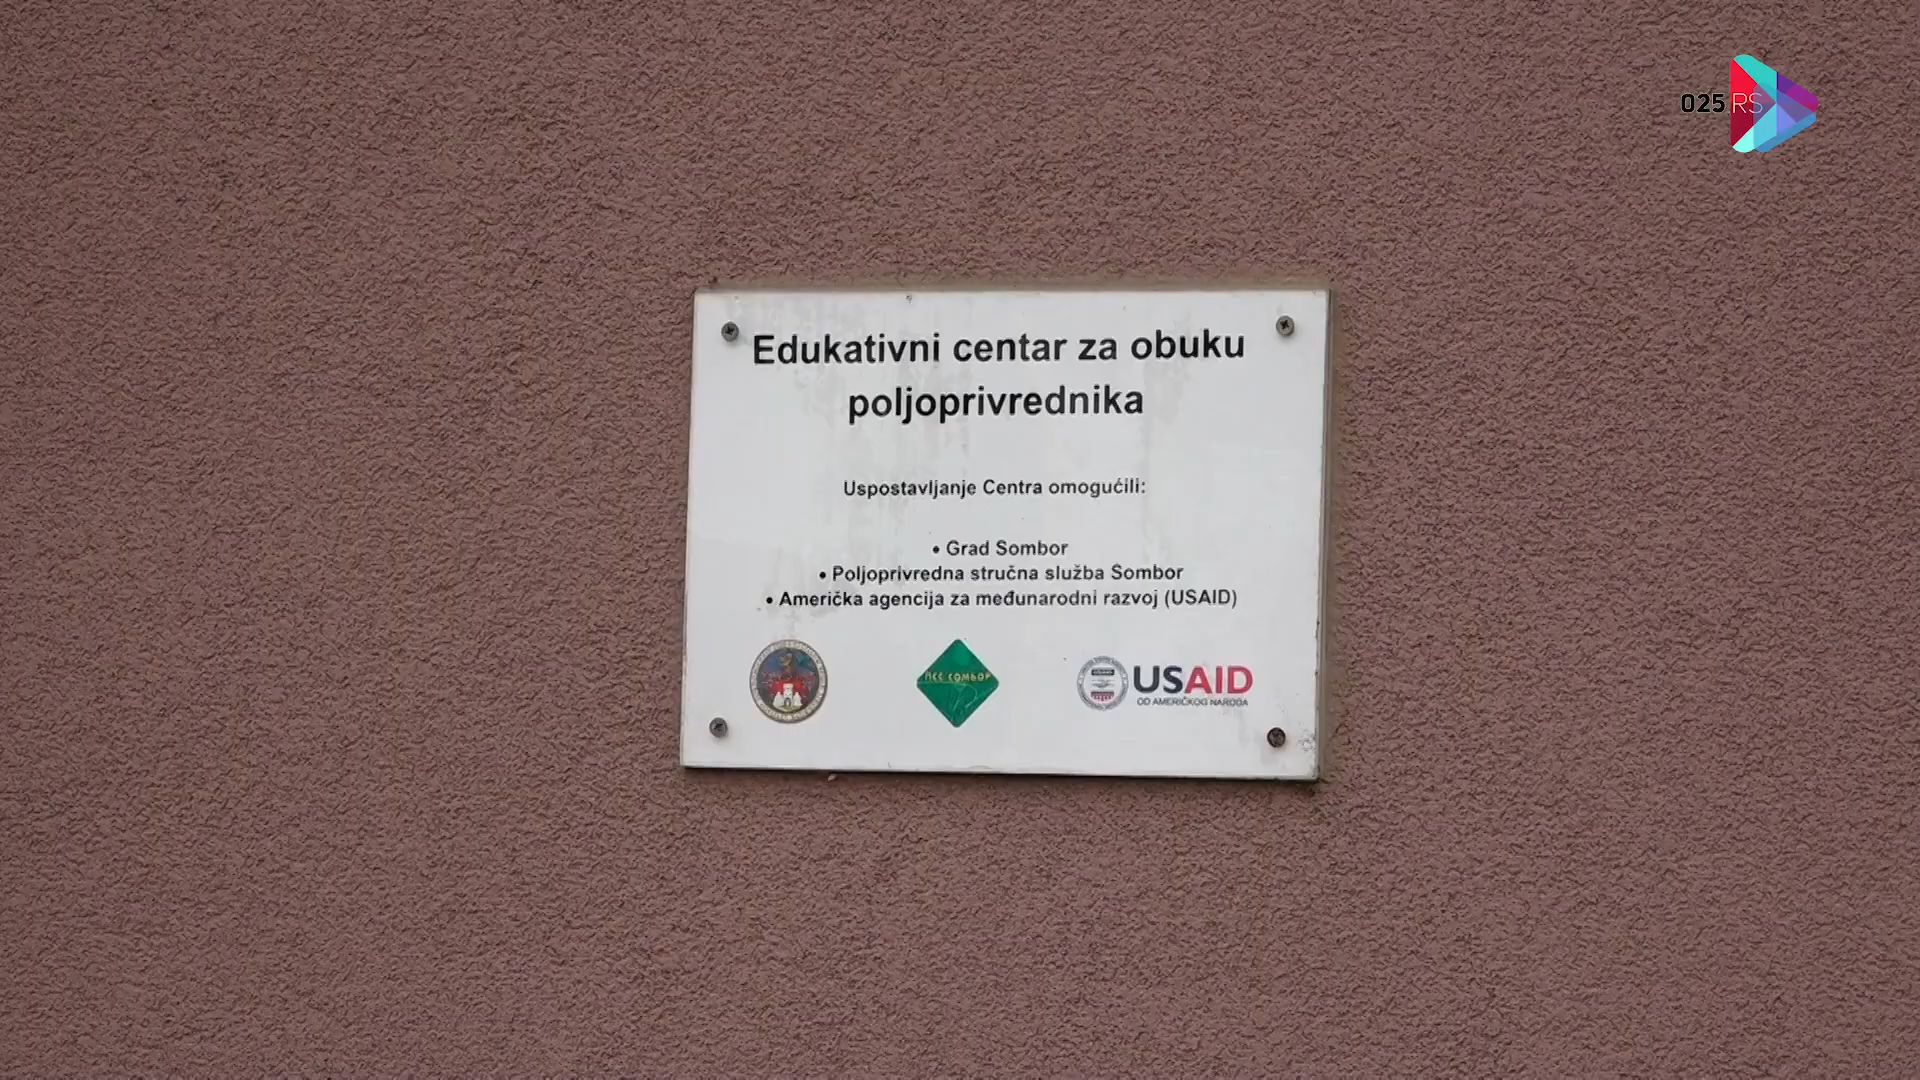 025.RS
Edukativni centar za obuku
poljoprivrednika
Uspostavljanje Centra omogućili:
• Grad Sombor
• Poljoprivredna stručna služba Sombor
• Američka agencija za međunarodni razvoj (USAID)
ПСС СОМБОР
USAID
OD AMERIČKOG NARODA